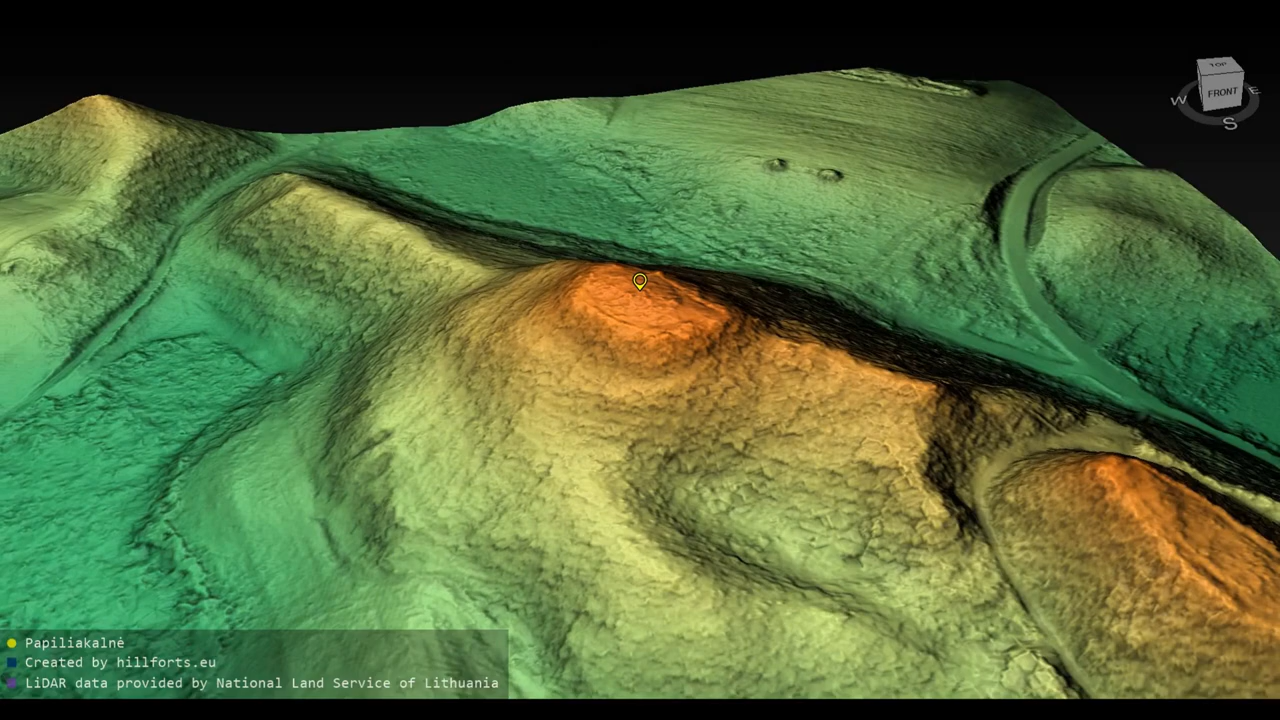 TOP
W FRONT E
S
Papiliakalnė
Created by hillforts.eu
LiDAR data provided by National Land Service of Lithuania